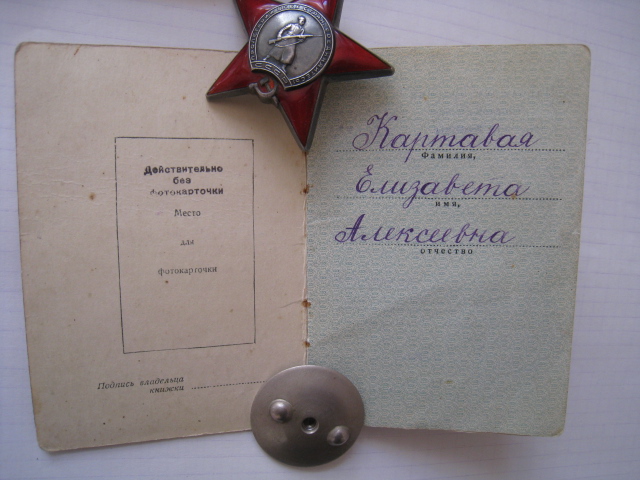 Действительно
без
фотокарточки
Место
для
фотокарточки
Подпись владельца
книжки
Картавая
Фамилия,
Елизавета
имя,
Алексеевна
отчество